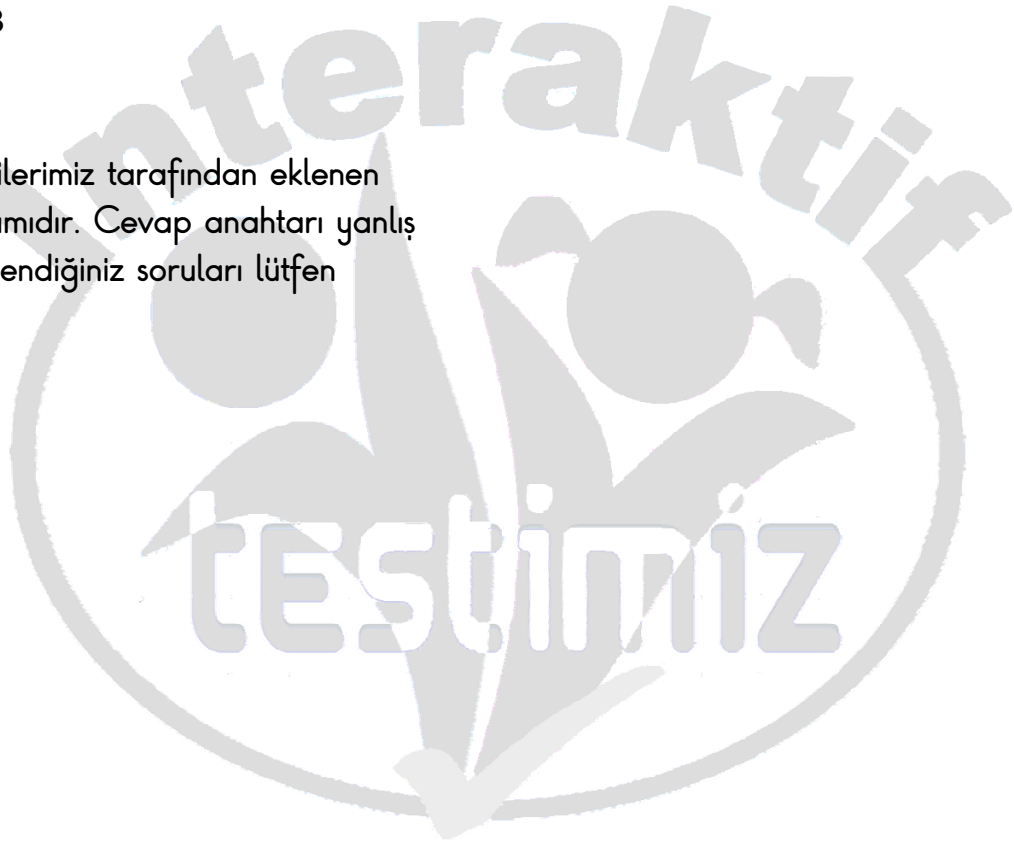 B
İnteraktif
ilerimiz tarafından eklenen
amıdır. Cevap anahtarı yanlış
endiğiniz soruları lütfen
testimiz